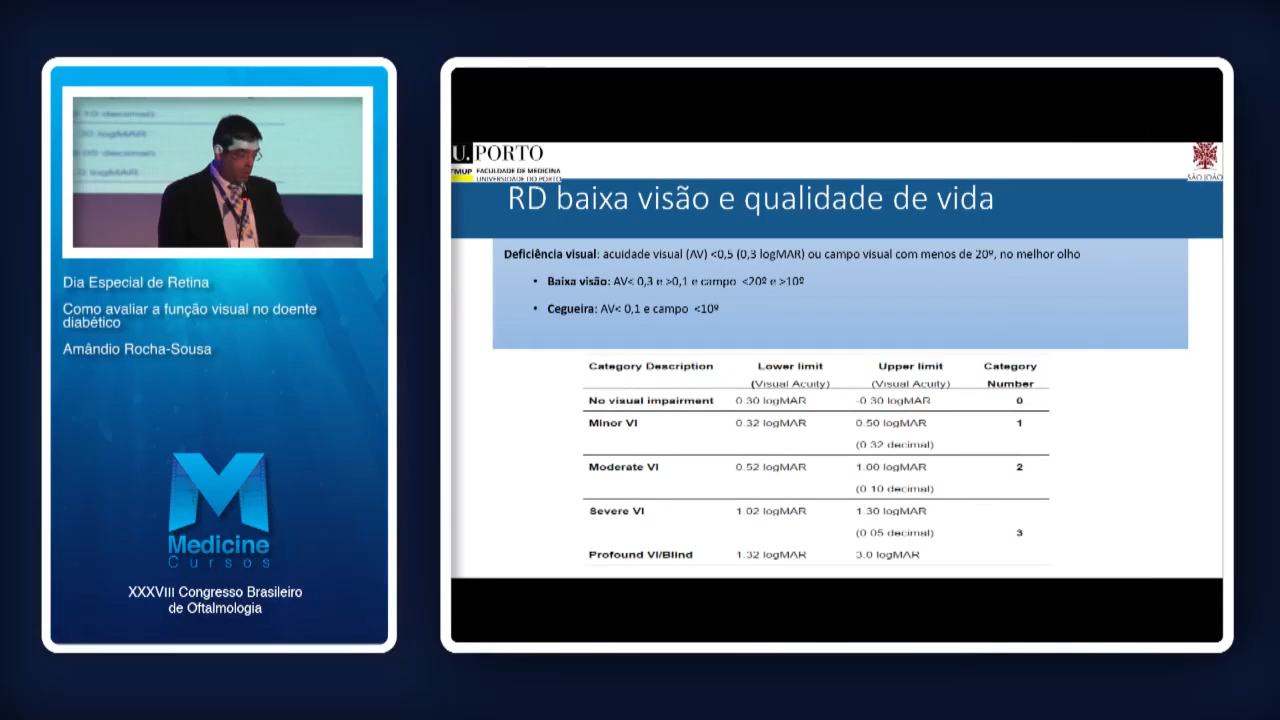 Dia Especial de Retina
Como avaliar a função visual no doente
diabético
Amândio Rocha-Sousa
Medicine
Cursos
XXXVIII Congresso Brasileiro
de Oftalmologia
U.PORTO
FMUP FACULDADE DE MEDICINA
UNIVERSIDADE DO PORTO
SÃO JOÃO
RD baixa visão e qualidade de vida
Deficiência visual: acuidade visual (AV) <0,5 (0,3 logMAR) ou campo visual com menos de 20º, no melhor olho
• Baixa visão: AV< 0,3 e >0,1 e campo <20º e >10º
• Cegueira: AV< 0,1 e campo <10º
Category Description Lower limit Upper limit Category
(Visual Acuity) (Visual Acuity) Number
No visual impairment 0.30 logMAR -0.30 logMAR 0
Minor VI 0.32 logMAR 0.50 logMAR 1
(0.32 decimal)
Moderate VI 0.52 logMAR 1.00 logMAR 2
(0.10 decimal)
Severe VI 1.02 logMAR 1.30 logMAR
(0.05 decimal) 3
Profound VI/Blind 1.32 logMAR 3.0 logMAR